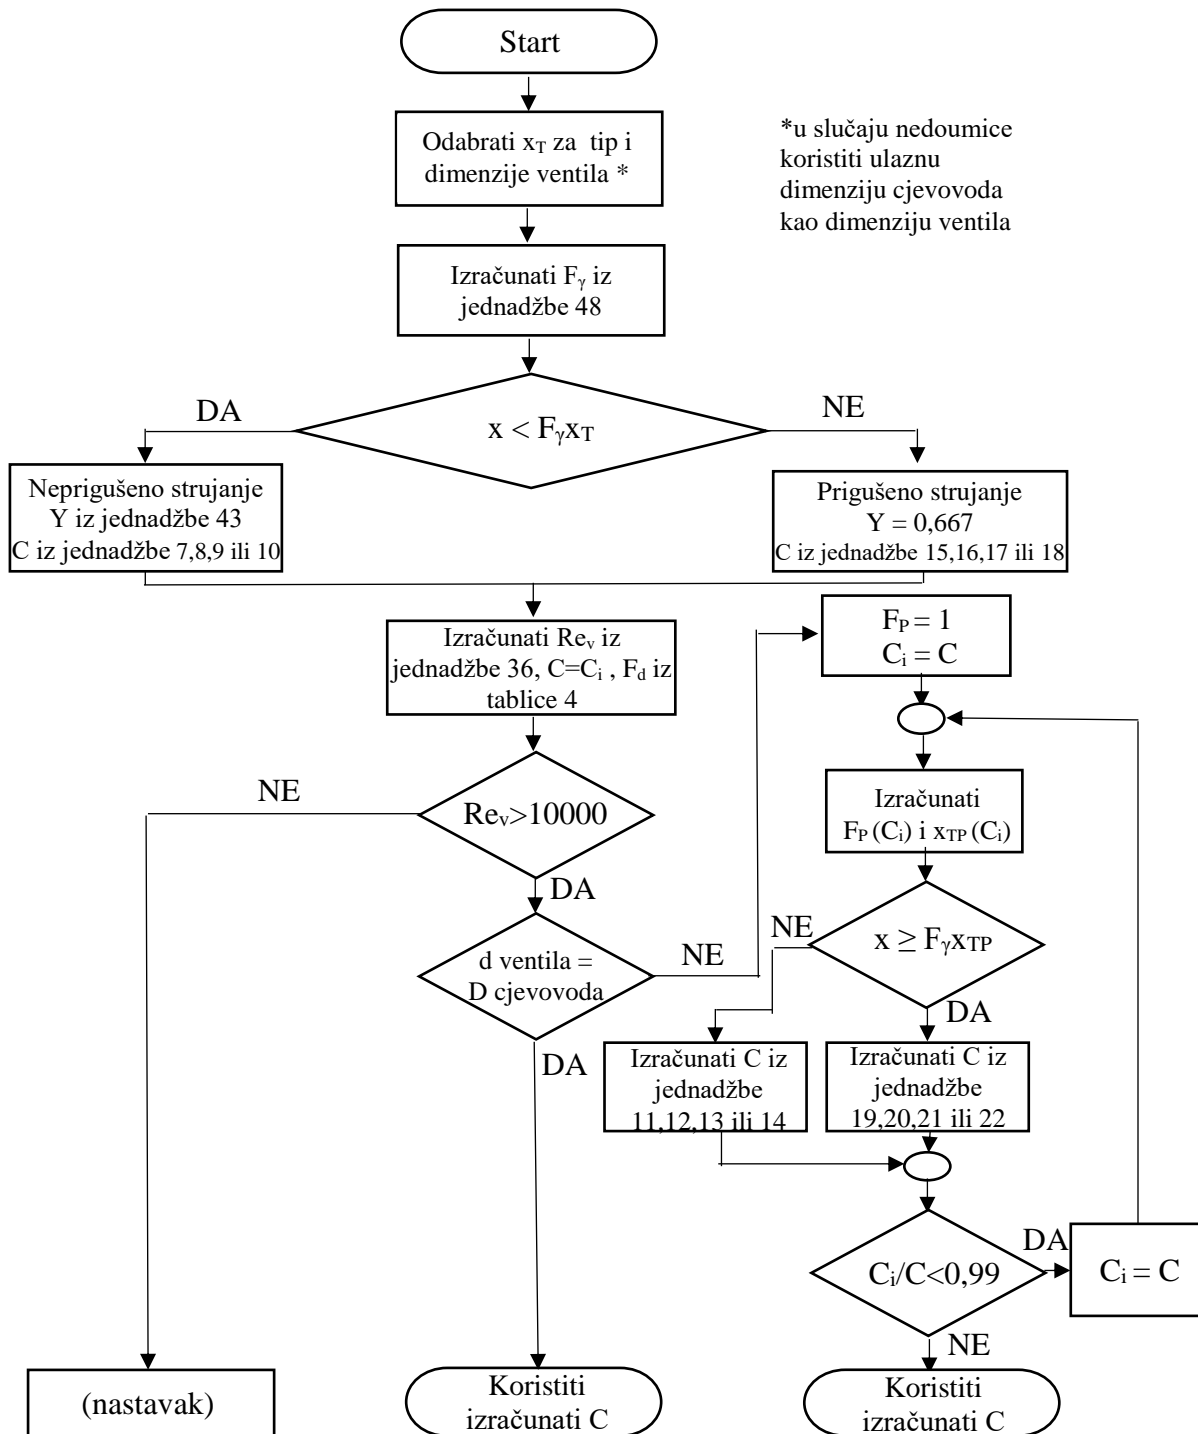 Start
Odabrati xT za tip i
dimenzije ventila *
*u slučaju nedoumice
koristiti ulaznu
dimenziju cjevovoda
kao dimenziju ventila
Izračunati Fγ iz
jednadžbe 48
DA
x < FγxT
NE
Neprigušeno strujanje
Y iz jednadžbe 43
C iz jednadžbe 7,8,9 ili 10
Prigušeno strujanje
Y = 0,667
C iz jednadžbe 15,16,17 ili 18
Izračunati Rev iz
jednadžbe 36, C=Ci , Fd iz
tablice 4
FP = 1
Ci = C
NE
Rev>10000
DA
Izračunati
FP (Ci) i xTP (Ci)
d ventila =
D cjevovoda
NE
DA
NE
x ≥ FγxTP
DA
Izračunati C iz
jednadžbe
11,12,13 ili 14
Izračunati C iz
jednadžbe
19,20,21 ili 22
Ci/C<0,99
DA
Ci = C
NE
(nastavak)
Koristiti
izračunati C
Koristiti
izračunati C